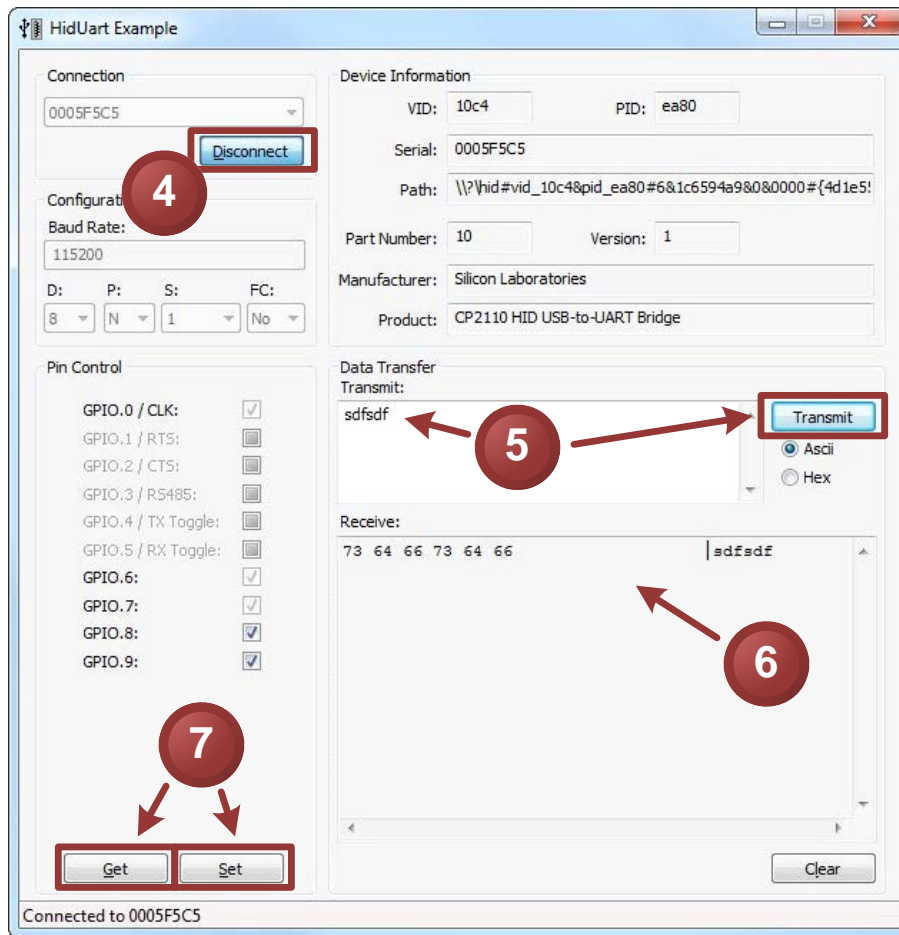 HidUart Example
Connection
0005F5C5
Disconnect
4
Configurati
Baud Rate:
115200
D: P: S: FC:
8 N 1 No
Device Information
VID: 10c4 PID: ea80
Serial: 0005F5C5
Path: \\?\hid#vid_10c4&pid_ea80#6&1c6594a9&0&0000#{4d1e55
Part Number: 10 Version: 1
Manufacturer: Silicon Laboratories
Product: CP2110 HID USB-to-UART Bridge
Pin Control
GPIO.0 / CLK:
GPIO.1 / RTS:
GPIO.2 / CTS:
GPIO.3 / RS485:
GPIO.4 / TX Toggle:
GPIO.5 / RX Toggle:
GPIO.6:
GPIO.7:
GPIO.8:
GPIO.9:
7
Get Set
Data Transfer
Transmit:
sdfsdf
5
Transmit
Ascii
Hex
Receive:
73 64 66 73 64 66 |sdfsdf
6
Clear
Connected to 0005F5C5